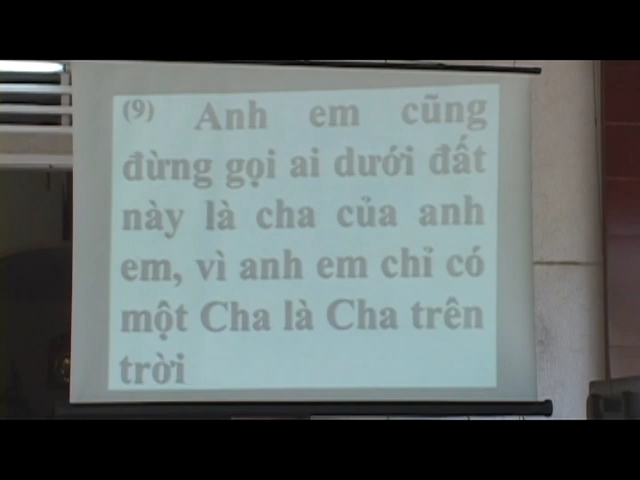 (9) Anh em cũng
đừng gọi ai dưới đất
này là cha của anh
em, vì anh em chỉ có
một Cha là Cha trên
trời